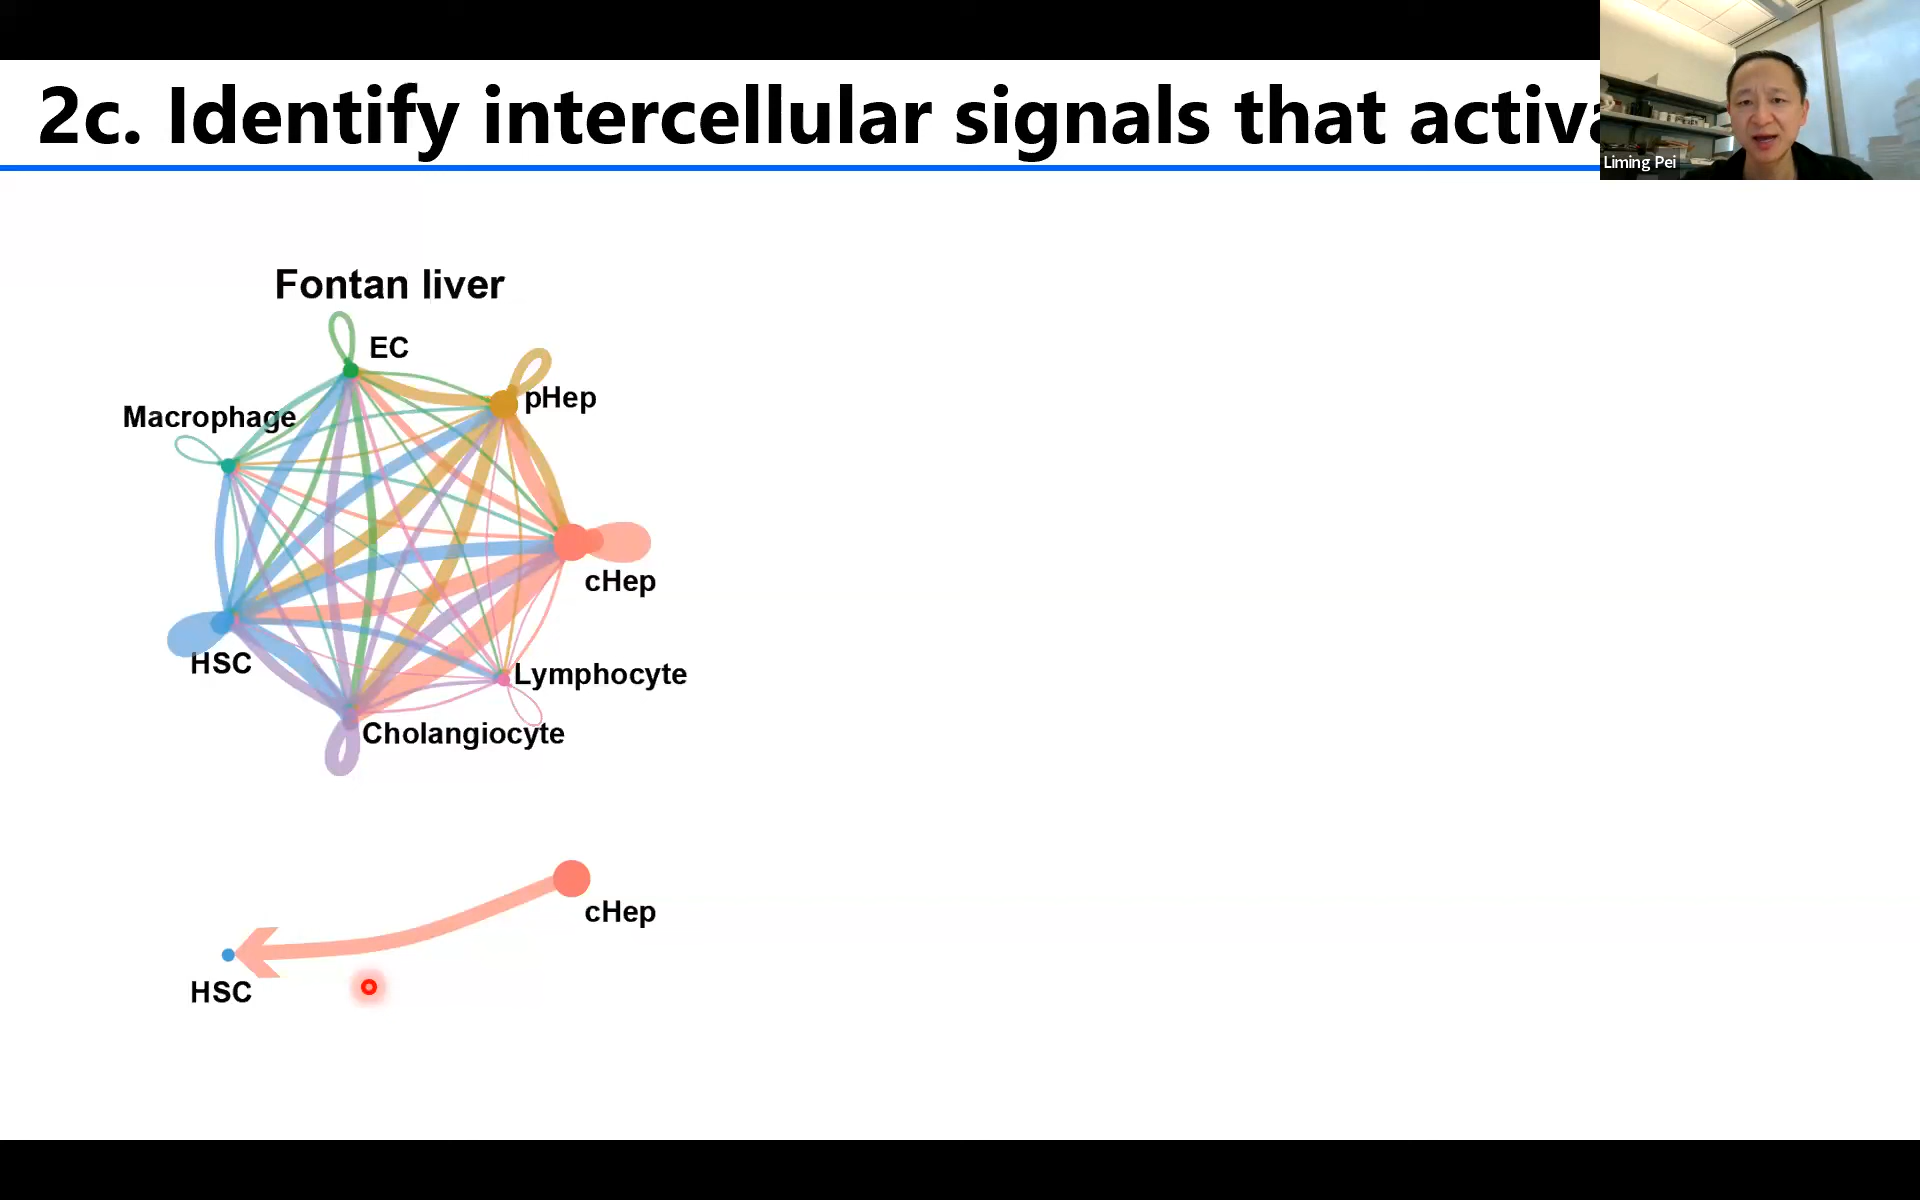 2c. Identify intercellular signals that activa
Liming Pei
Fontan liver
EC
pHep
Macrophage
cHep
HSC
Lymphocyte
Cholangiocyte
cHep
HSC